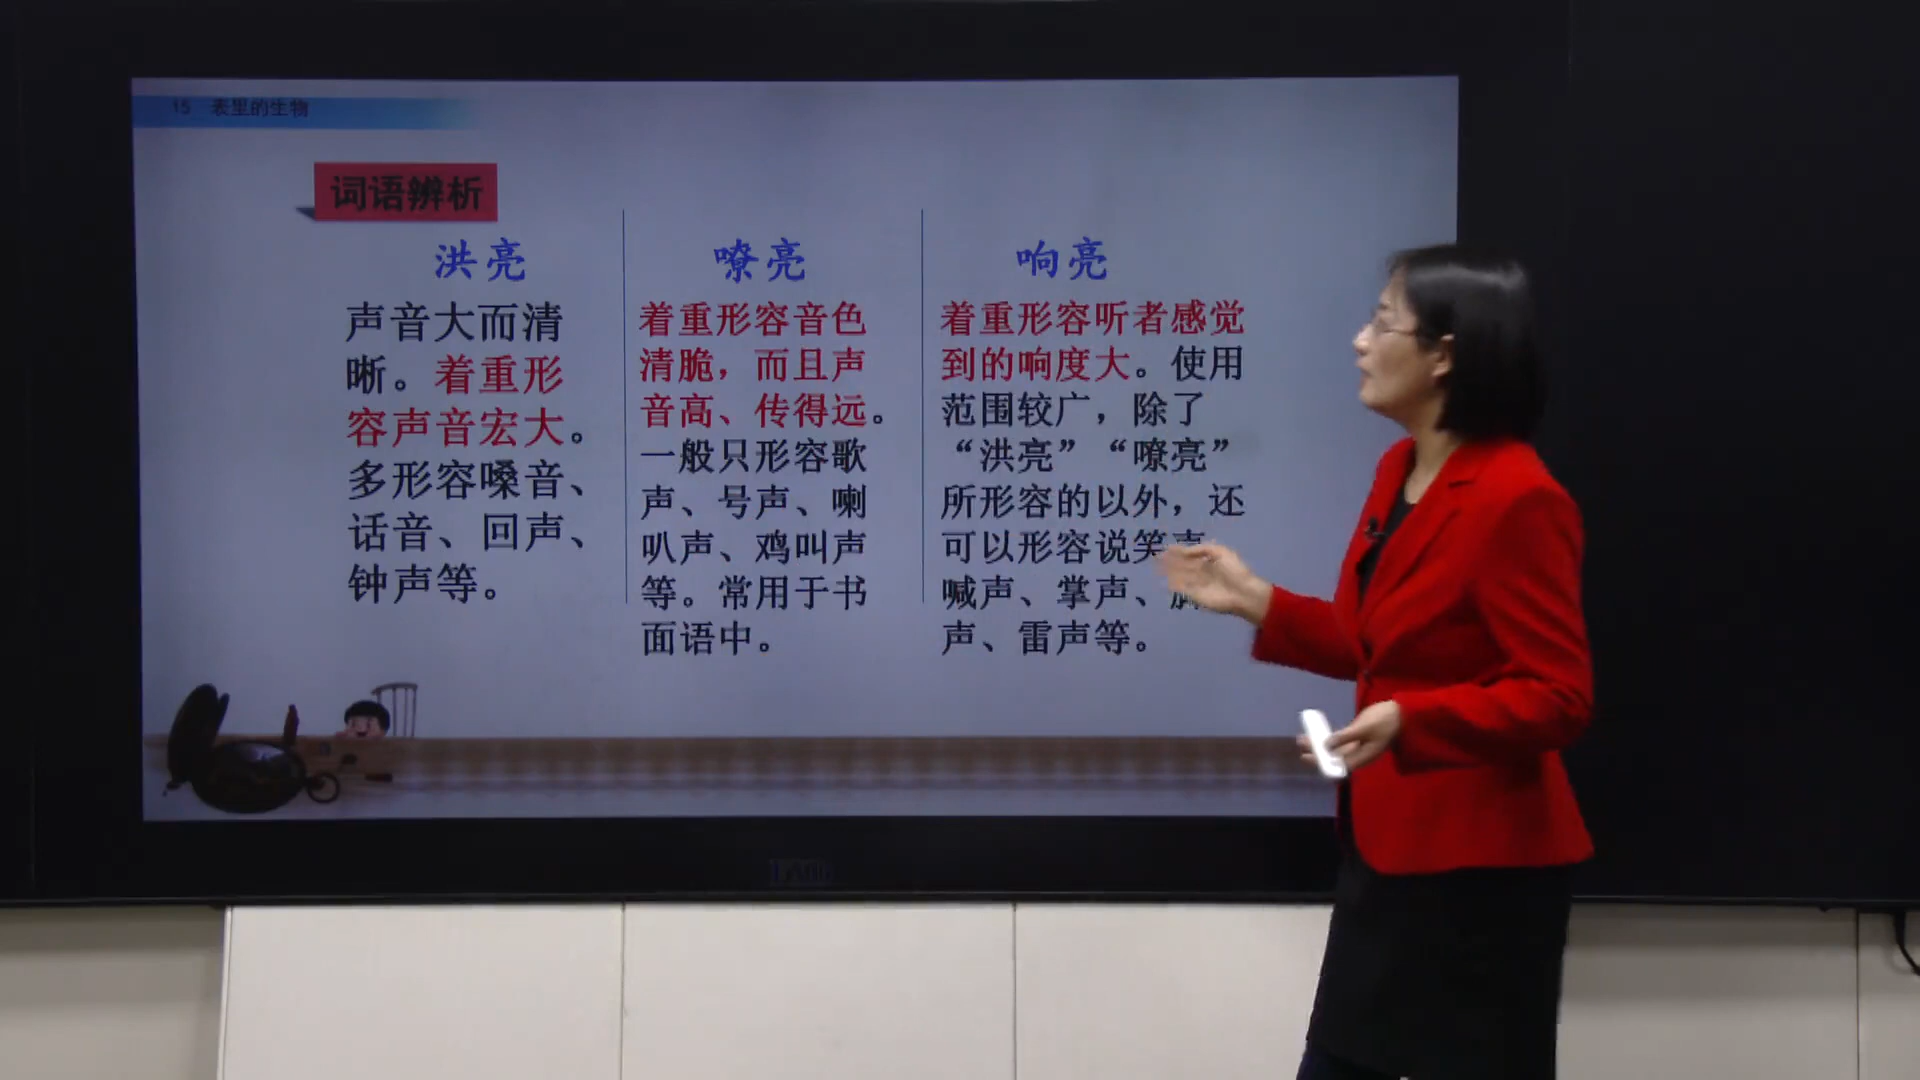 15 表里的生物
词语辨析
洪亮
声音大而清
晰。着重形
容声音宏大。
多形容嗓音、
话音、回声、
钟声等。
嘹亮
着重形容音色
清脆，而且声
音高、传得远。
一般只形容歌
声、号声、喇
叭声、鸡叫声
等。常用于书
面语中。
响亮
着重形容听者感觉
到的响度大。使用
范围较广，除了
“洪亮”“嘹亮”
所形容的以外，还
可以形容说笑声
喊声、掌声、
声、雷声等。